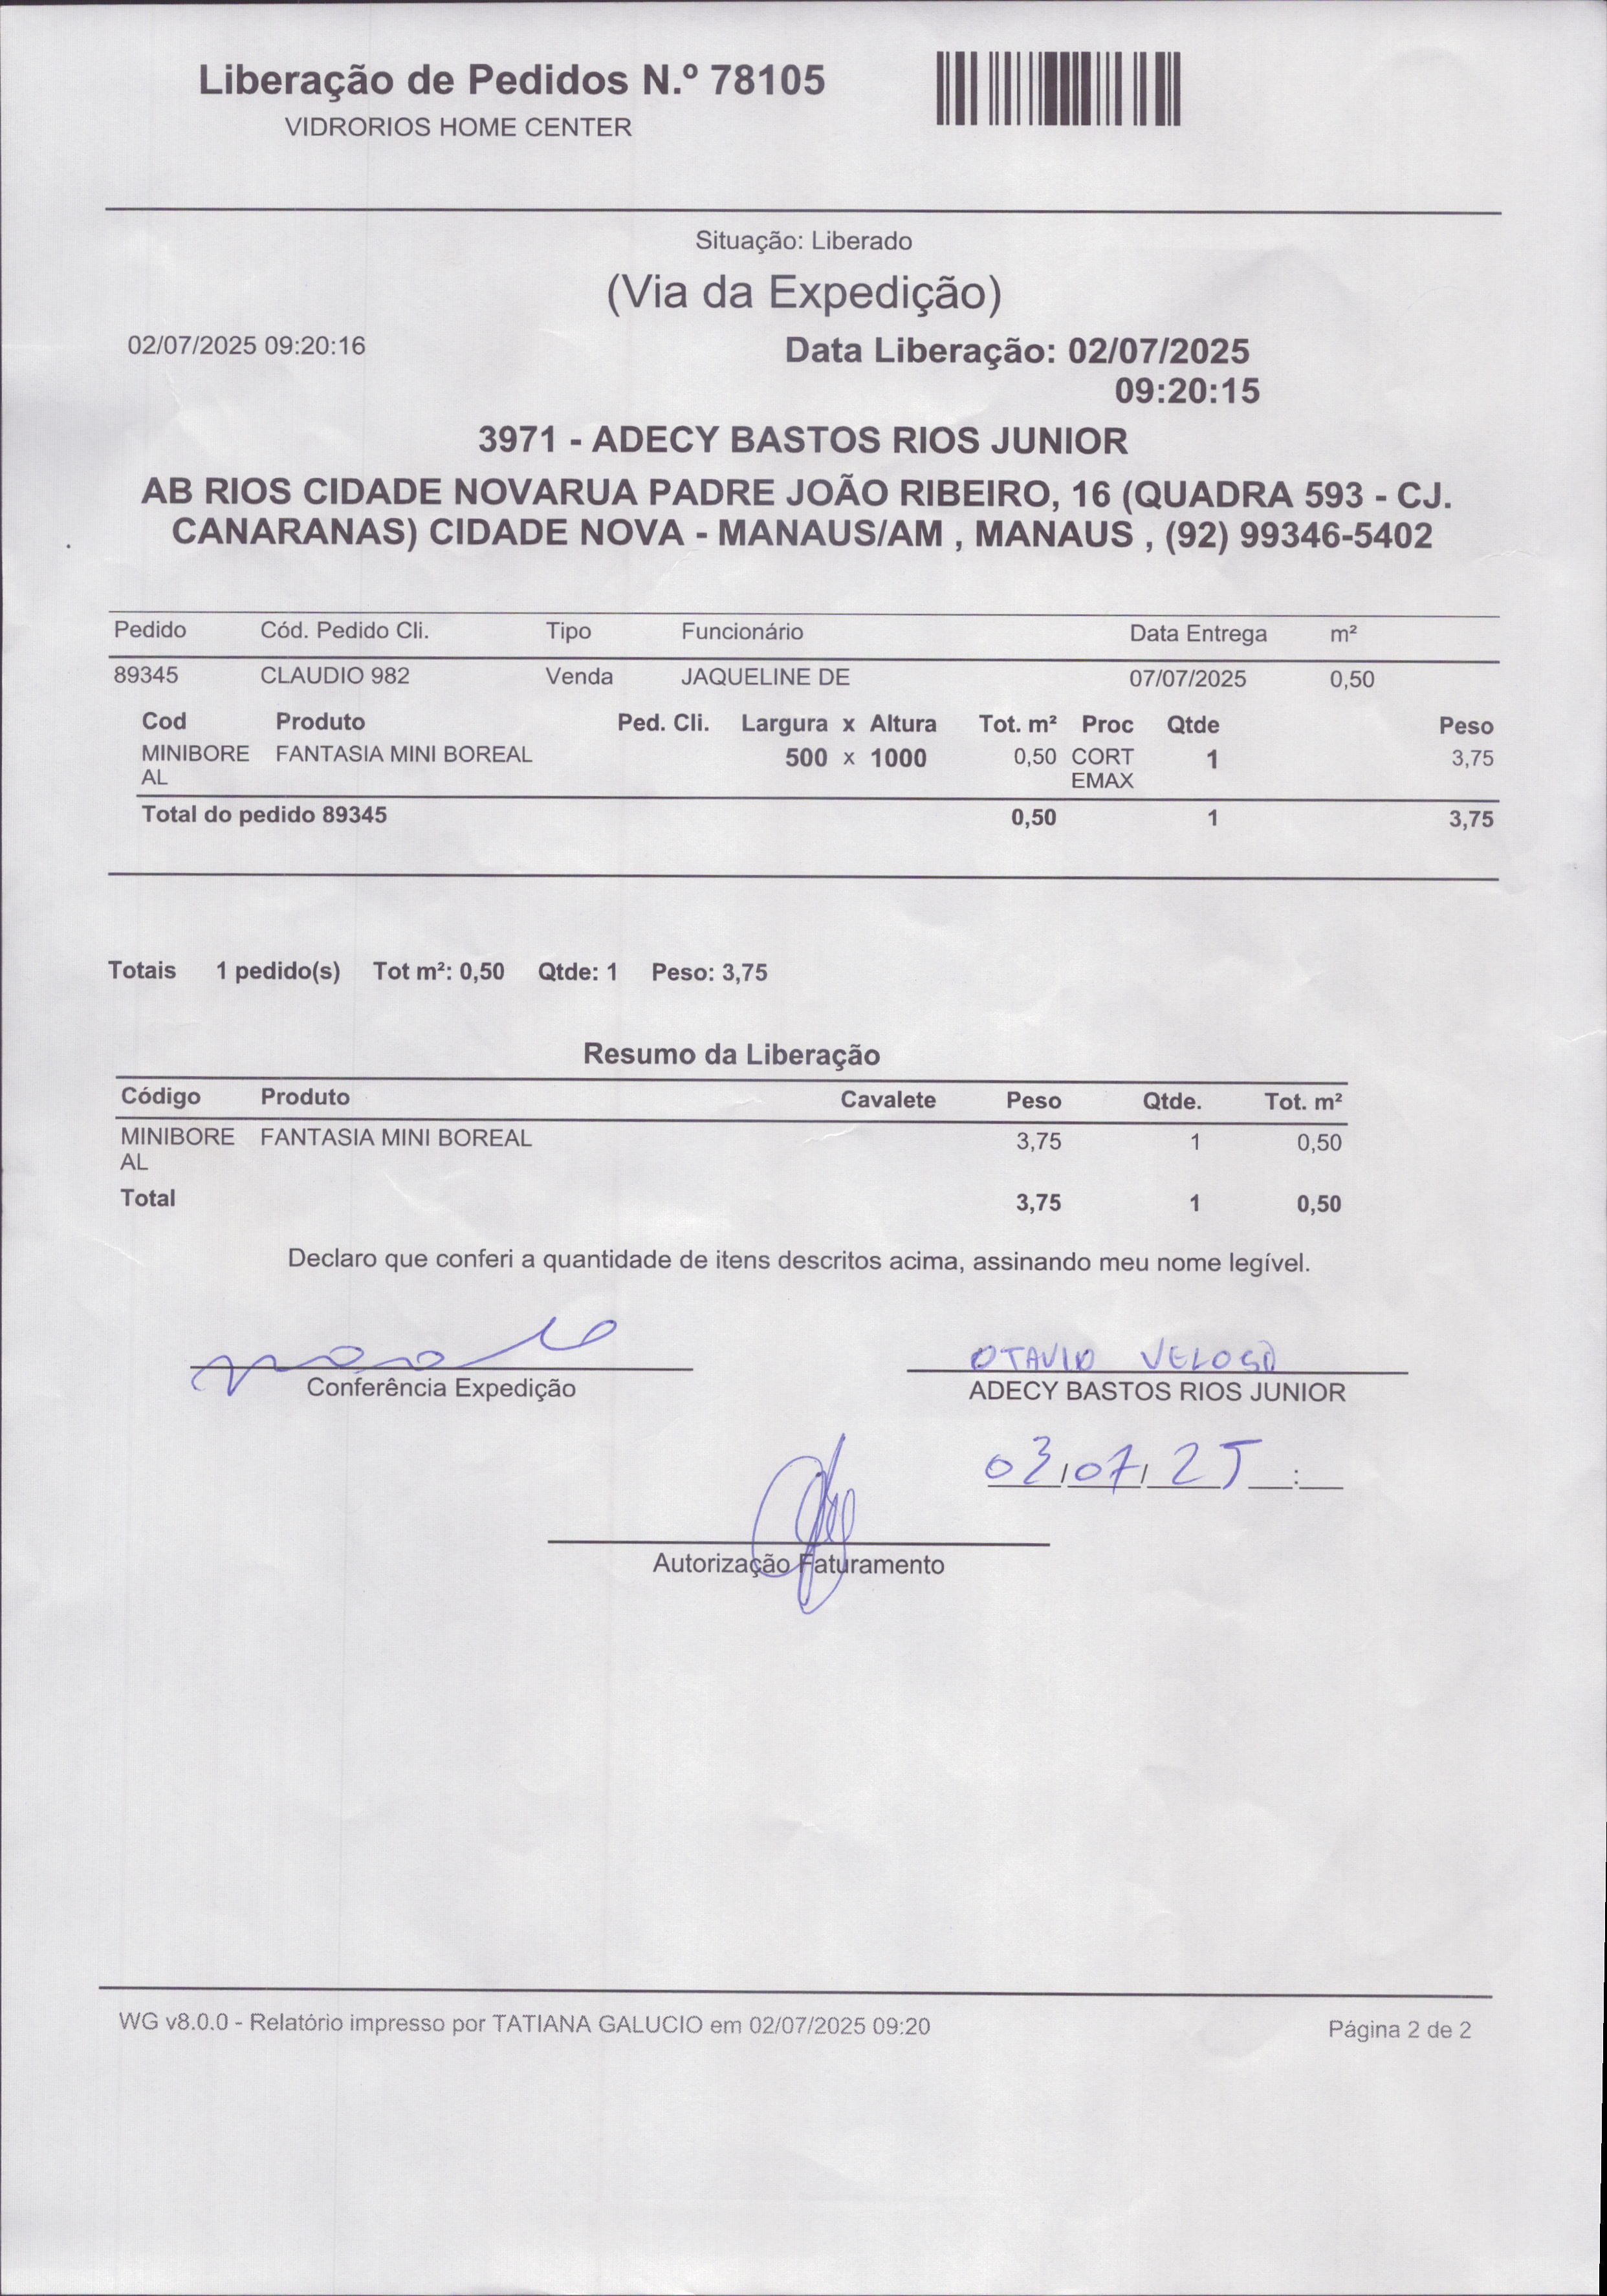 Liberação de Pedidos N.º 78105
VIDRORIOS HOME CENTER
Situação: Liberado
(Via da Expedição)
02/07/2025 09:20:16
Data Liberação: 02/07/2025
09:20:15
3971 - ADECY BASTOS RIOS JUNIOR
AB RIOS CIDADE NOVARUA PADRE JOÃO RIBEIRO, 16 (QUADRA 593 - CJ.
CANARANAS) CIDADE NOVA - MANAUS/AM , MANAUS , (92) 99346-5402
Pedido Cód. Pedido Cli. Tipo Funcionário Data Entrega m²
89345 CLAUDIO 982 Venda JAQUELINE DE 07/07/2025 0,50
Cod Produto Ped. Cli. Largura x Altura Tot. m² Proc Qtde Peso
MINIBORE FANTASIA MINI BOREAL 500 x 1000 0,50 CORT 1 3,75
AL EMAX
Total do pedido 89345 0,50 1 3,75
Totais 1 pedido(s) Tot m²: 0,50 Qtde: 1 Peso: 3,75
Resumo da Liberação
Código Produto Cavalete Peso Qtde. Tot. m²
MINIBORE FANTASIA MINI BOREAL 3,75 1 0,50
AL
Total 3,75 1 0,50
Declaro que conferi a quantidade de itens descritos acima, assinando meu nome legível.
OTAVIO VELOSO
Conferência Expedição ADECY BASTOS RIOS JUNIOR
03/07/25 :
Autorização Faturamento
WG v8.0.0 - Relatório impresso por TATIANA GALUCIO em 02/07/2025 09:20 Página 2 de 2